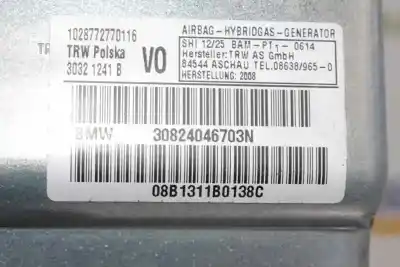 1028772770116
TRW Polska
3032 1241 B
VO
AIRBAG-HYBRIDGAS-GENERATOR
SHI 12/25 BAM-PT1-0614
Hersteller:TRW AS GmbH
84544 ASCHAU TEL.08638/965-0
HERSTELLUNG: 2008
BMW 30824046703N
08B1311B0138C